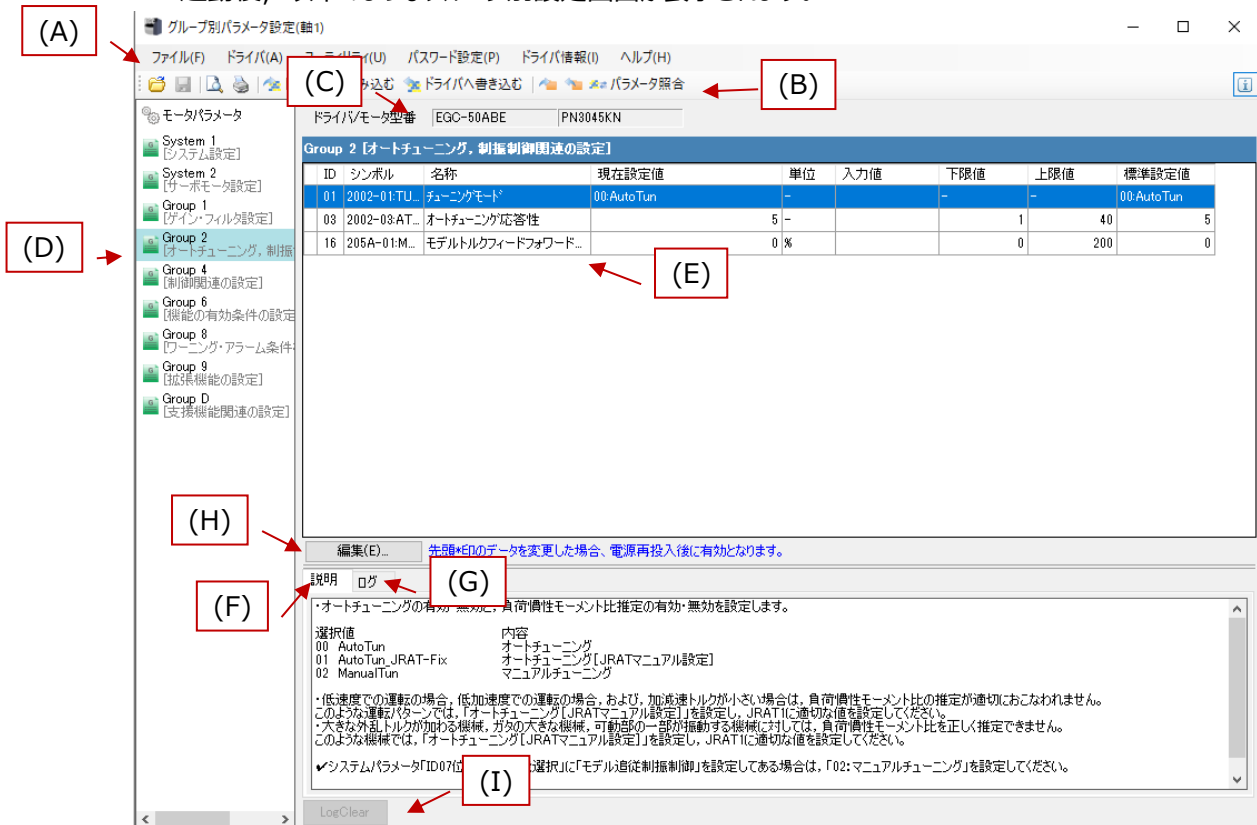 グループ別パラメータ設定(軸1)
(A)
ファイル(F) ドライバ(A) (U) パスワード設定(P) ドライバ情報(I) ヘルプ(H)
(C) み込む ドライバへ書き込む パラメータ照合 (B)
モータパラメータ
ドライバ/モータ型番 EGC-50ABE PN3045KN
System 1
[システム設定]
System 2
[サーボモータ設定]
Group 1
[ゲイン・フィルタ設定]
Group 2
[オートチューニング, 制振
Group 4
[制御関連の設定]
Group 6
[機能の有効条件の設定
Group 8
[ワーニング・アラーム条件
Group 9
[拡張機能の設定]
Group D
[支援機能関連の設定]
(D)
Group 2 [オートチューニング, 制振制御関連の設定]
ID シンボル 名称 現在設定値 単位 入力値 下限値 上限値 標準設定値
01 2002-01:TU... チューニングモード 00:AutoTun - - - 00:AutoTun
03 2002-03:AT... オートチューニング応答性 5 - 1 40 5
16 205A-01:M... モデルトルクフィードフォワード... 0 % 0 200 0
(E)
(H)
編集(E)... 先頭*印のデータを変更した場合、電源再投入後に有効となります。
(F)
説明 ログ (G)
・オートチューニングの 負荷慣性モーメント比推定の有効・無効を設定します。
選択値 内容
00 AutoTun オートチューニング
01 AutoTun_JRAT-Fix オートチューニング[JRATマニュアル設定]
02 ManualTun マニュアルチューニング
・低速度での運転の場合, 低加速度での運転の場合, および, 加減速トルクが小さい場合は, 負荷慣性モーメント比の推定が適切におこなわれません。
このような運転パターンでは, 「オートチューニング[JRATマニュアル設定]」を設定し, JRAT1に適切な値を設定してください。
・大きな外乱トルクが加わる機械, ガタの大きな機械, 可動部の一部が振動する機械に対しては, 負荷慣性モーメント比を正しく推定できません。
このような機械では, 「オートチューニング[JRATマニュアル設定]」を設定し, JRAT1に適切な値を設定してください。
✔システムパラメータ「ID07位 選択」に「モデル追従制振制御」を設定してある場合は, 「02:マニュアルチューニング」を設定してください。
(I)
LogClear